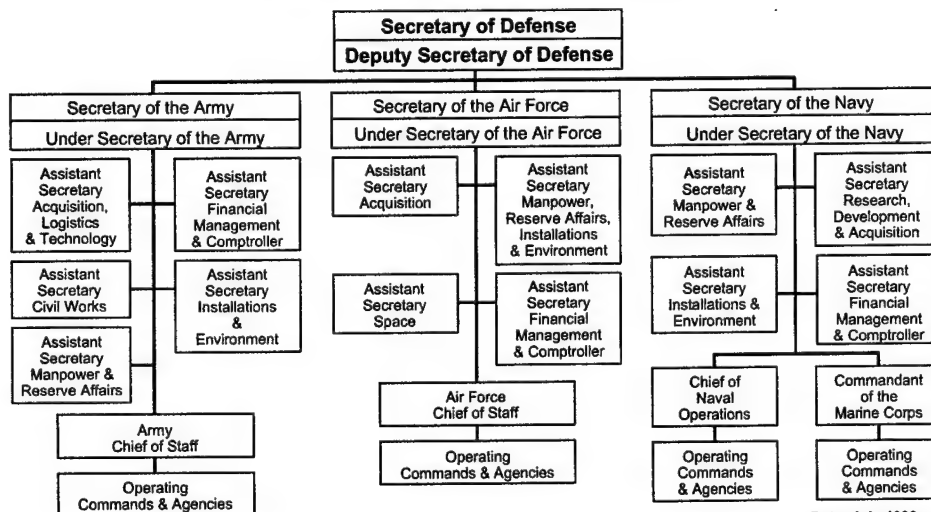 Secretary of Defense
Deputy Secretary of Defense
Secretary of the Army
Under Secretary of the Army
Assistant
Secretary
Acquisition,
Logistics
& Technology
Assistant
Secretary
Financial
Management
& Comptroller
Assistant
Secretary
Civil Works
Assistant
Secretary
Installations
&
Environment
Assistant
Secretary
Manpower &
Reserve Affairs
Army
Chief of Staff
Operating
Commands & Agencies
Secretary of the Air Force
Under Secretary of the Air Force
Assistant
Secretary
Acquisition
Assistant
Secretary
Manpower,
Reserve Affairs,
Installations
& Environment
Assistant
Secretary
Space
Assistant
Secretary
Financial
Management
& Comptroller
Air Force
Chief of Staff
Operating
Commands & Agencies
Secretary of the Navy
Under Secretary of the Navy
Assistant
Secretary
Manpower &
Reserve Affairs
Assistant
Secretary
Research,
Development
& Acquisition
Assistant
Secretary
Installations &
Environment
Assistant
Secretary
Financial
Management
& Comptroller
Chief of
Naval
Operations
Commandant
of the
Marine Corps
Operating
Commands
& Agencies
Operating
Commands
& Agencies